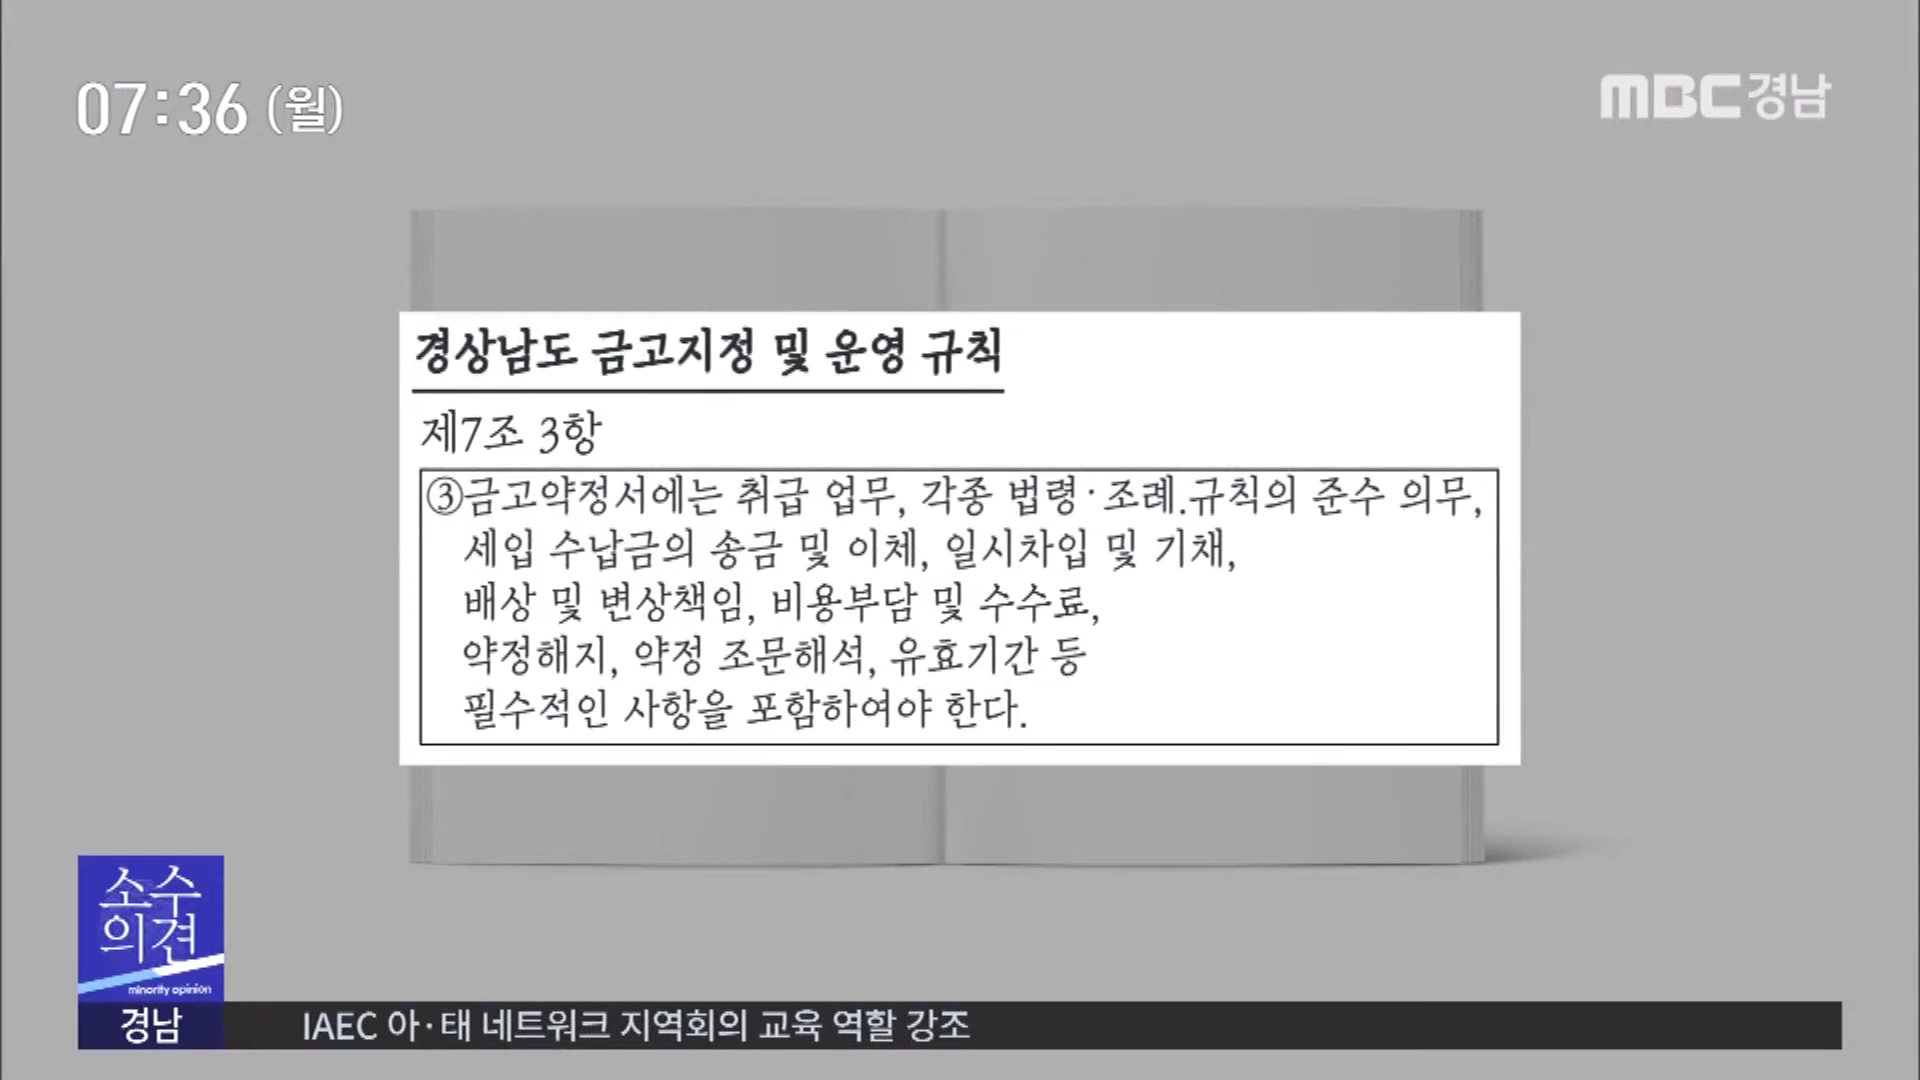 07:36 (월)
MBC경남
경상남도 금고지정 및 운영 규칙
제7조 3항
③금고약정서에는 취급 업무, 각종 법령·조례.규칙의 준수 의무,
세입 수납금의 송금 및 이체, 일시차입 및 기채,
배상 및 변상책임, 비용부담 및 수수료,
약정해지, 약정 조문해석, 유효기간 등
필수적인 사항을 포함하여야 한다.
소수
의견
minority opinion
경남
IAEC 아·태 네트워크 지역회의 교육 역할 강조